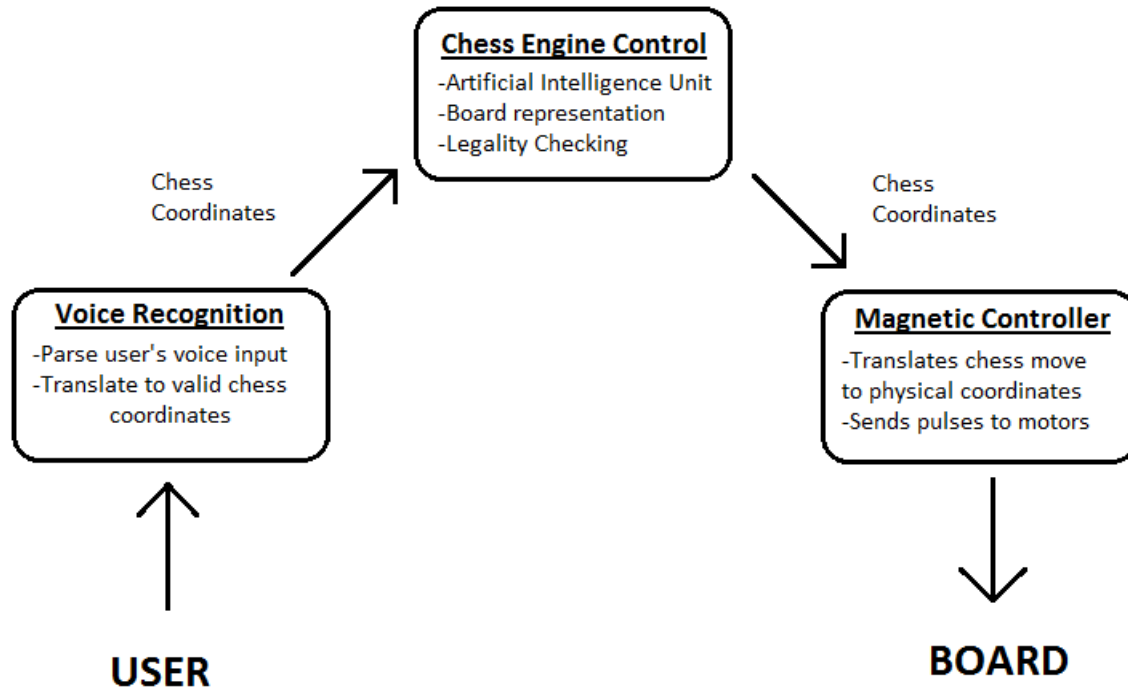 Chess Engine Control
-Artificial Intelligence Unit
-Board representation
-Legality Checking
Chess
Coordinates
Chess
Coordinates
Voice Recognition
-Parse user's voice input
-Translate to valid chess
coordinates
Magnetic Controller
-Translates chess move
to physical coordinates
-Sends pulses to motors
USER
BOARD